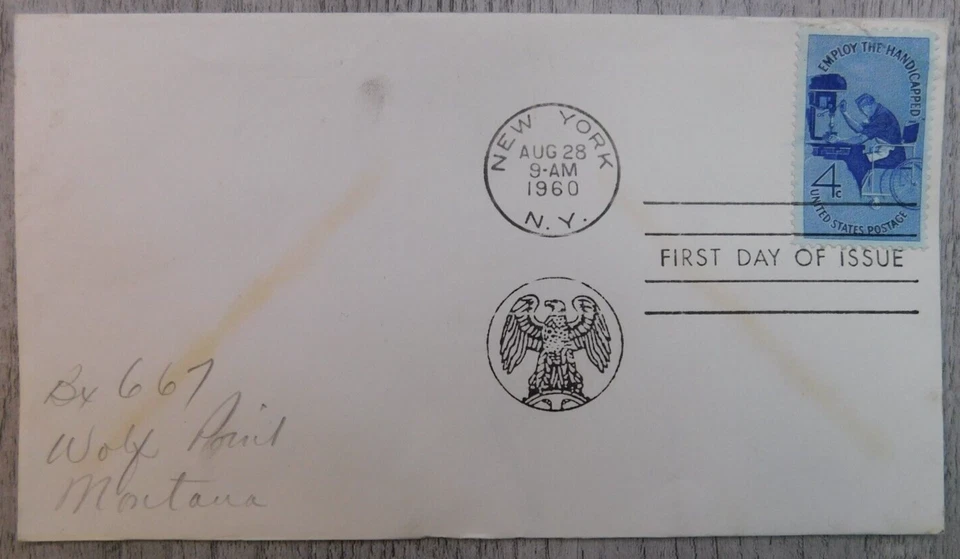 NEW YORK
AUG 28
9-AM
1960
N.Y.
EMPLOY THE HANDICAPPED
4c
UNITED STATES POSTAGE
FIRST DAY OF ISSUE
Bx 667
Wolf Point
Montana